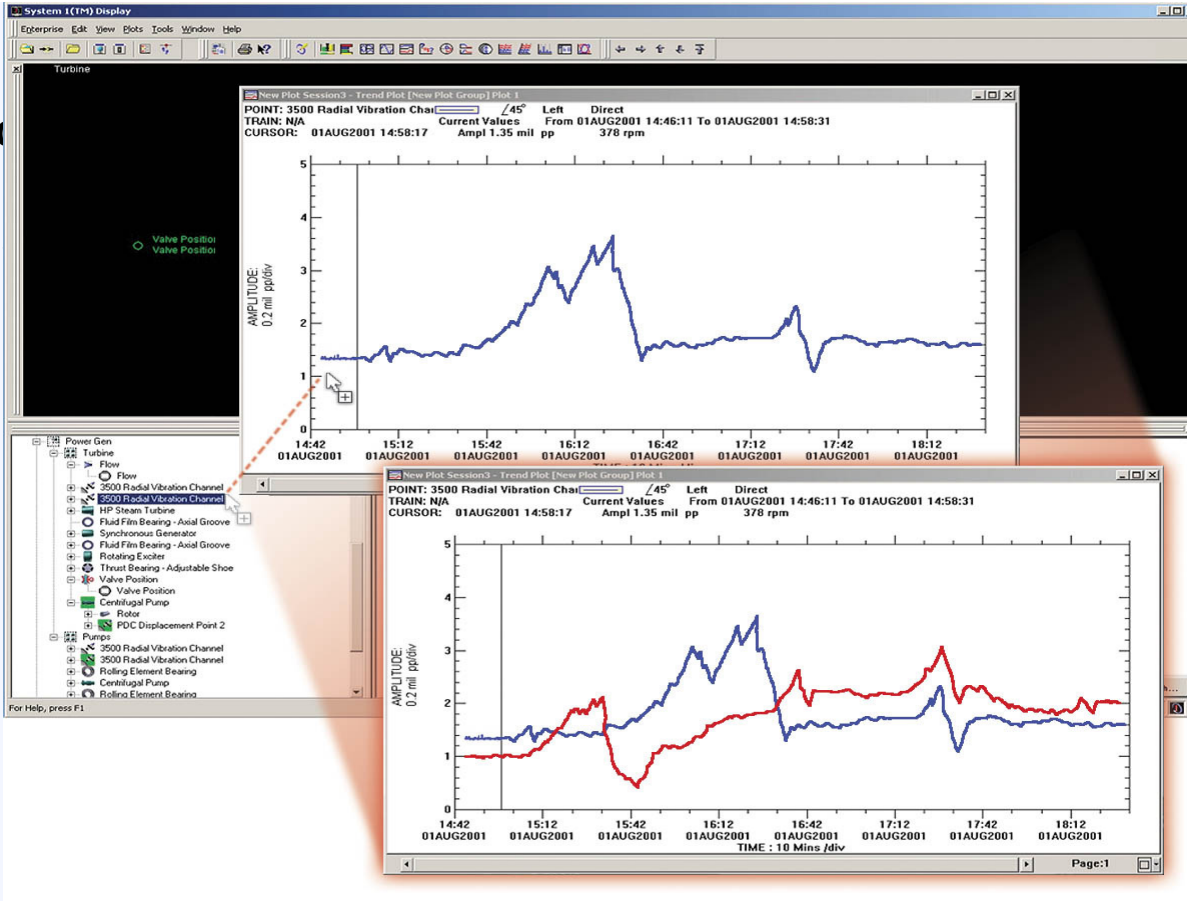 System 1(TM) Display
Enterprise Edit View Plots Tools Window Help
Turbine
Valve Positio
Valve Positio
New Plot Session3 - Trend Plot [New Plot Group] Plot 1
POINT: 3500 Radial Vibration Cha ∠45° Left Direct
TRAIN: N/A Current Values From 01AUG2001 14:46:11 To 01AUG2001 14:58:31
CURSOR: 01AUG2001 14:58:17 Ampl 1.35 mil pp 378 rpm
AMPLITUDE:
0.2 mil pp/div
5
4
3
2
1
0
14:42 15:12 15:42 16:12 16:42 17:12 17:42 18:12
01AUG2001 01AUG2001 01AUG2001 01AUG2001 01AUG2001 01AUG2001 01AUG2001 01AUG2001
Power Gen
Turbine
Flow
Flow
3500 Radial Vibration Channel
3500 Radial Vibration Channel
HP Steam Turbine
Fluid Film Bearing - Axial Groove
Synchronous Generator
Fluid Film Bearing - Axial Groove
Rotating Exciter
Thrust Bearing - Adjustable Shoe
Valve Position
Valve Position
Centrifugal Pump
Rotor
PDC Displacement Point 2
Pumps
3500 Radial Vibration Channel
3500 Radial Vibration Channel
Rolling Element Bearing
Centrifugal Pump
Rolling Element Bearing
For Help, press F1
New Plot Session3 - Trend Plot [New Plot Group] Plot 1
POINT: 3500 Radial Vibration Cha ∠45° Left Direct
TRAIN: N/A Current Values From 01AUG2001 14:46:11 To 01AUG2001 14:58:31
CURSOR: 01AUG2001 14:58:17 Ampl 1.35 mil pp 378 rpm
AMPLITUDE:
0.2 mil pp/div
5
4
3
2
1
0
14:42 15:12 15:42 16:12 16:42 17:12 17:42 18:12
01AUG2001 01AUG2001 01AUG2001 01AUG2001 01AUG2001 01AUG2001 01AUG2001 01AUG2001
TIME : 10 Mins /div
Page:1